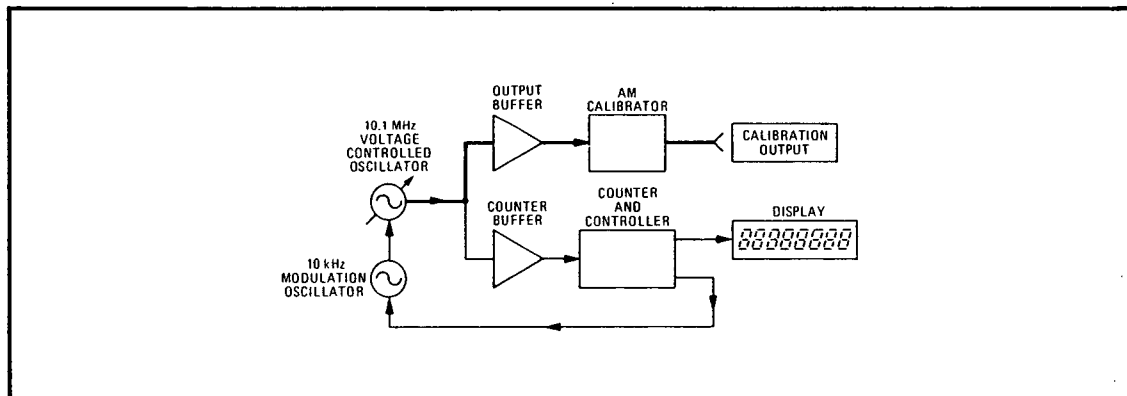 OUTPUT
BUFFER
AM
CALIBRATOR
10.1 MHz
VOLTAGE
CONTROLLED
OSCILLATOR
CALIBRATION
OUTPUT
COUNTER
BUFFER
COUNTER
AND
CONTROLLER
DISPLAY
10 kHz
MODULATION
OSCILLATOR